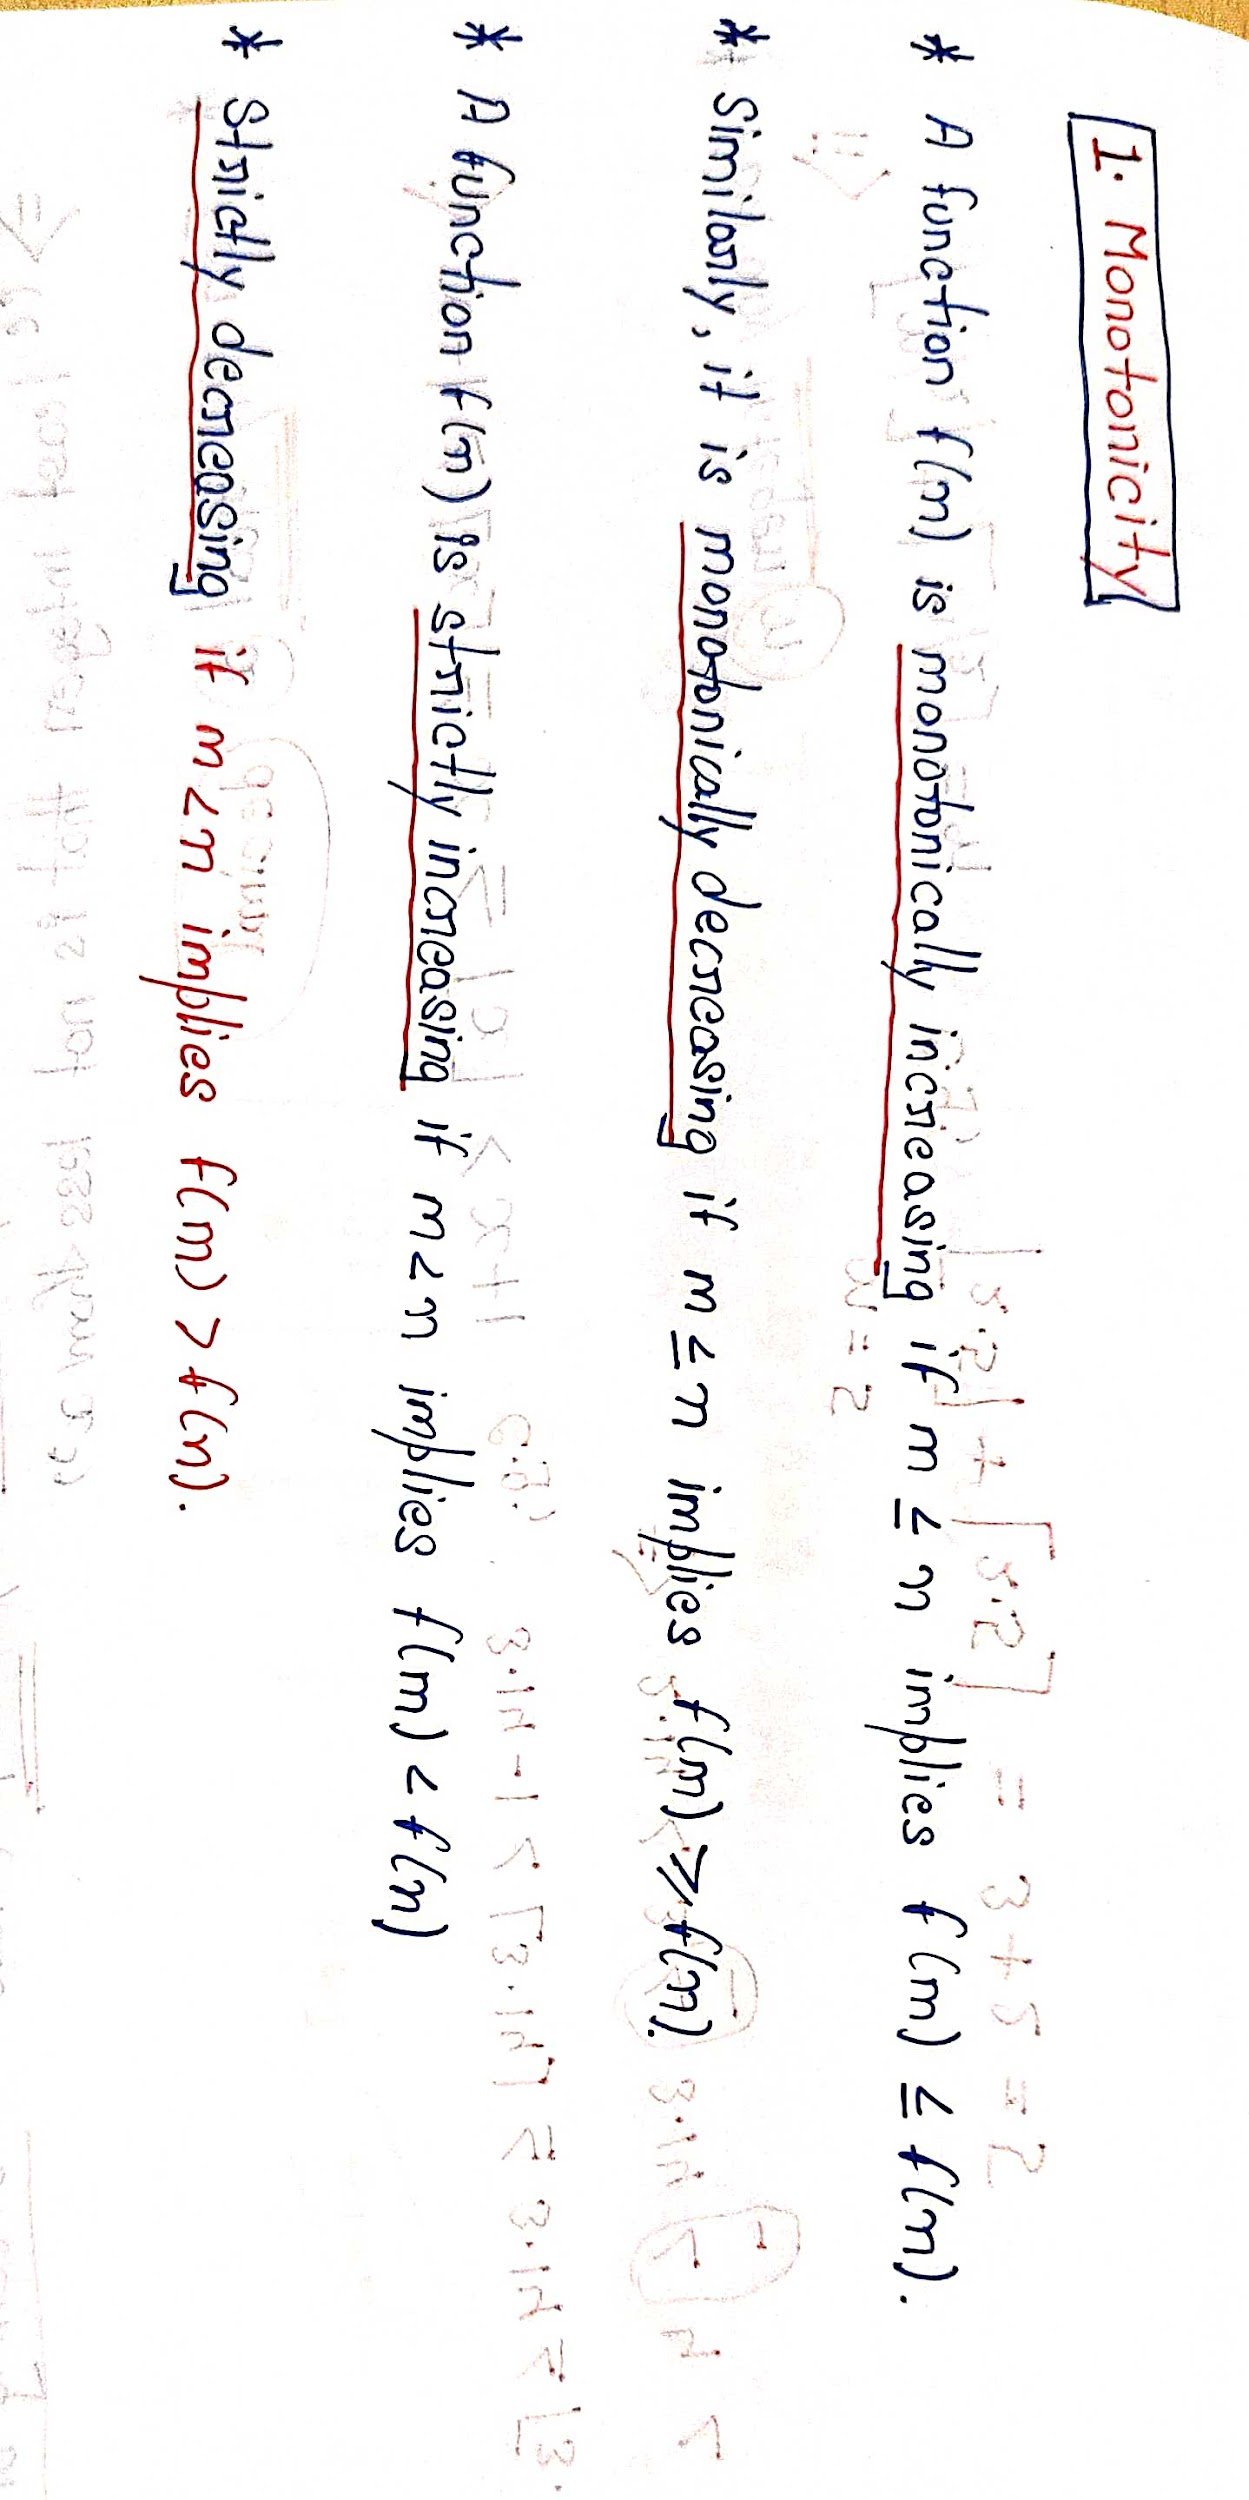 1. Monotonicity
* A function f(n) is monotonically increasing if m ≤ n implies f(m) ≤ f(n).
* Similarly, it is monotonically decreasing if m ≤ n implies f(m) ≥ f(n).
* A function f(n) is strictly increasing if m < n implies f(m) < f(n)
* Strictly decreasing if m < n implies f(m) > f(n).